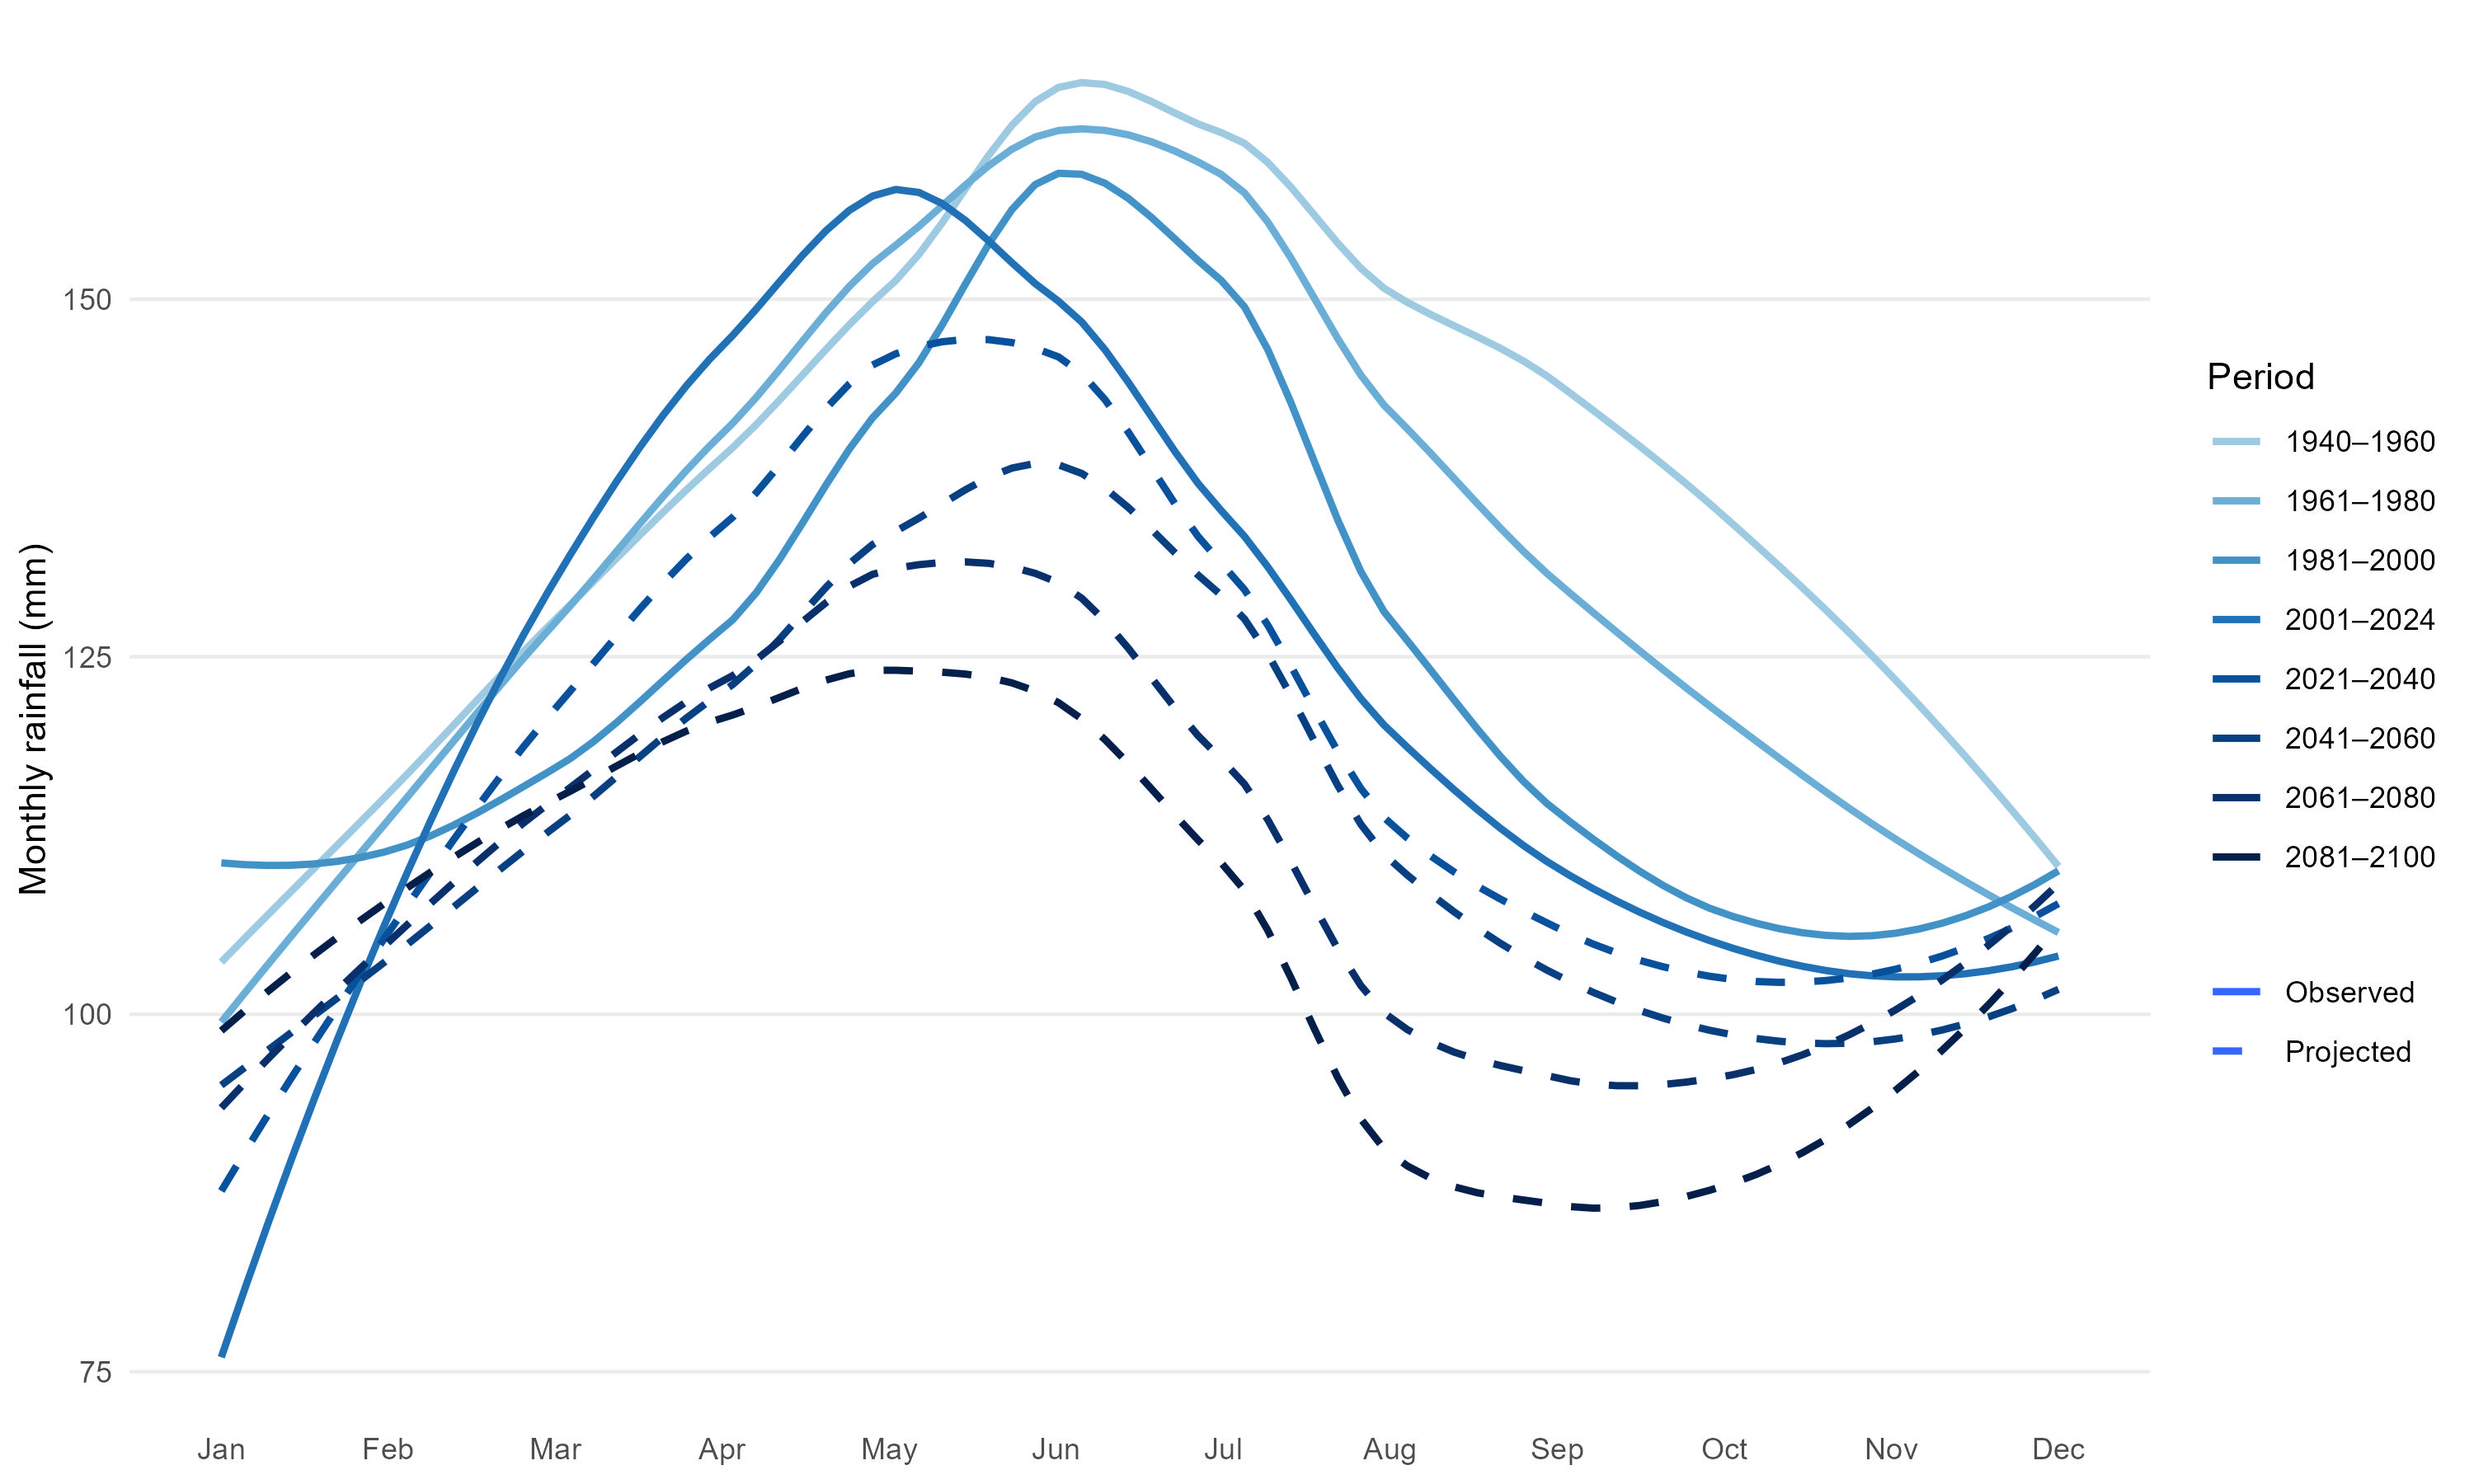 Monthly rainfall (mm)
150
125
100
75
Jan Feb Mar Apr May Jun Jul Aug Sep Oct Nov Dec
Period
1940–1960
1961–1980
1981–2000
2001–2024
2021–2040
2041–2060
2061–2080
2081–2100
Observed
Projected